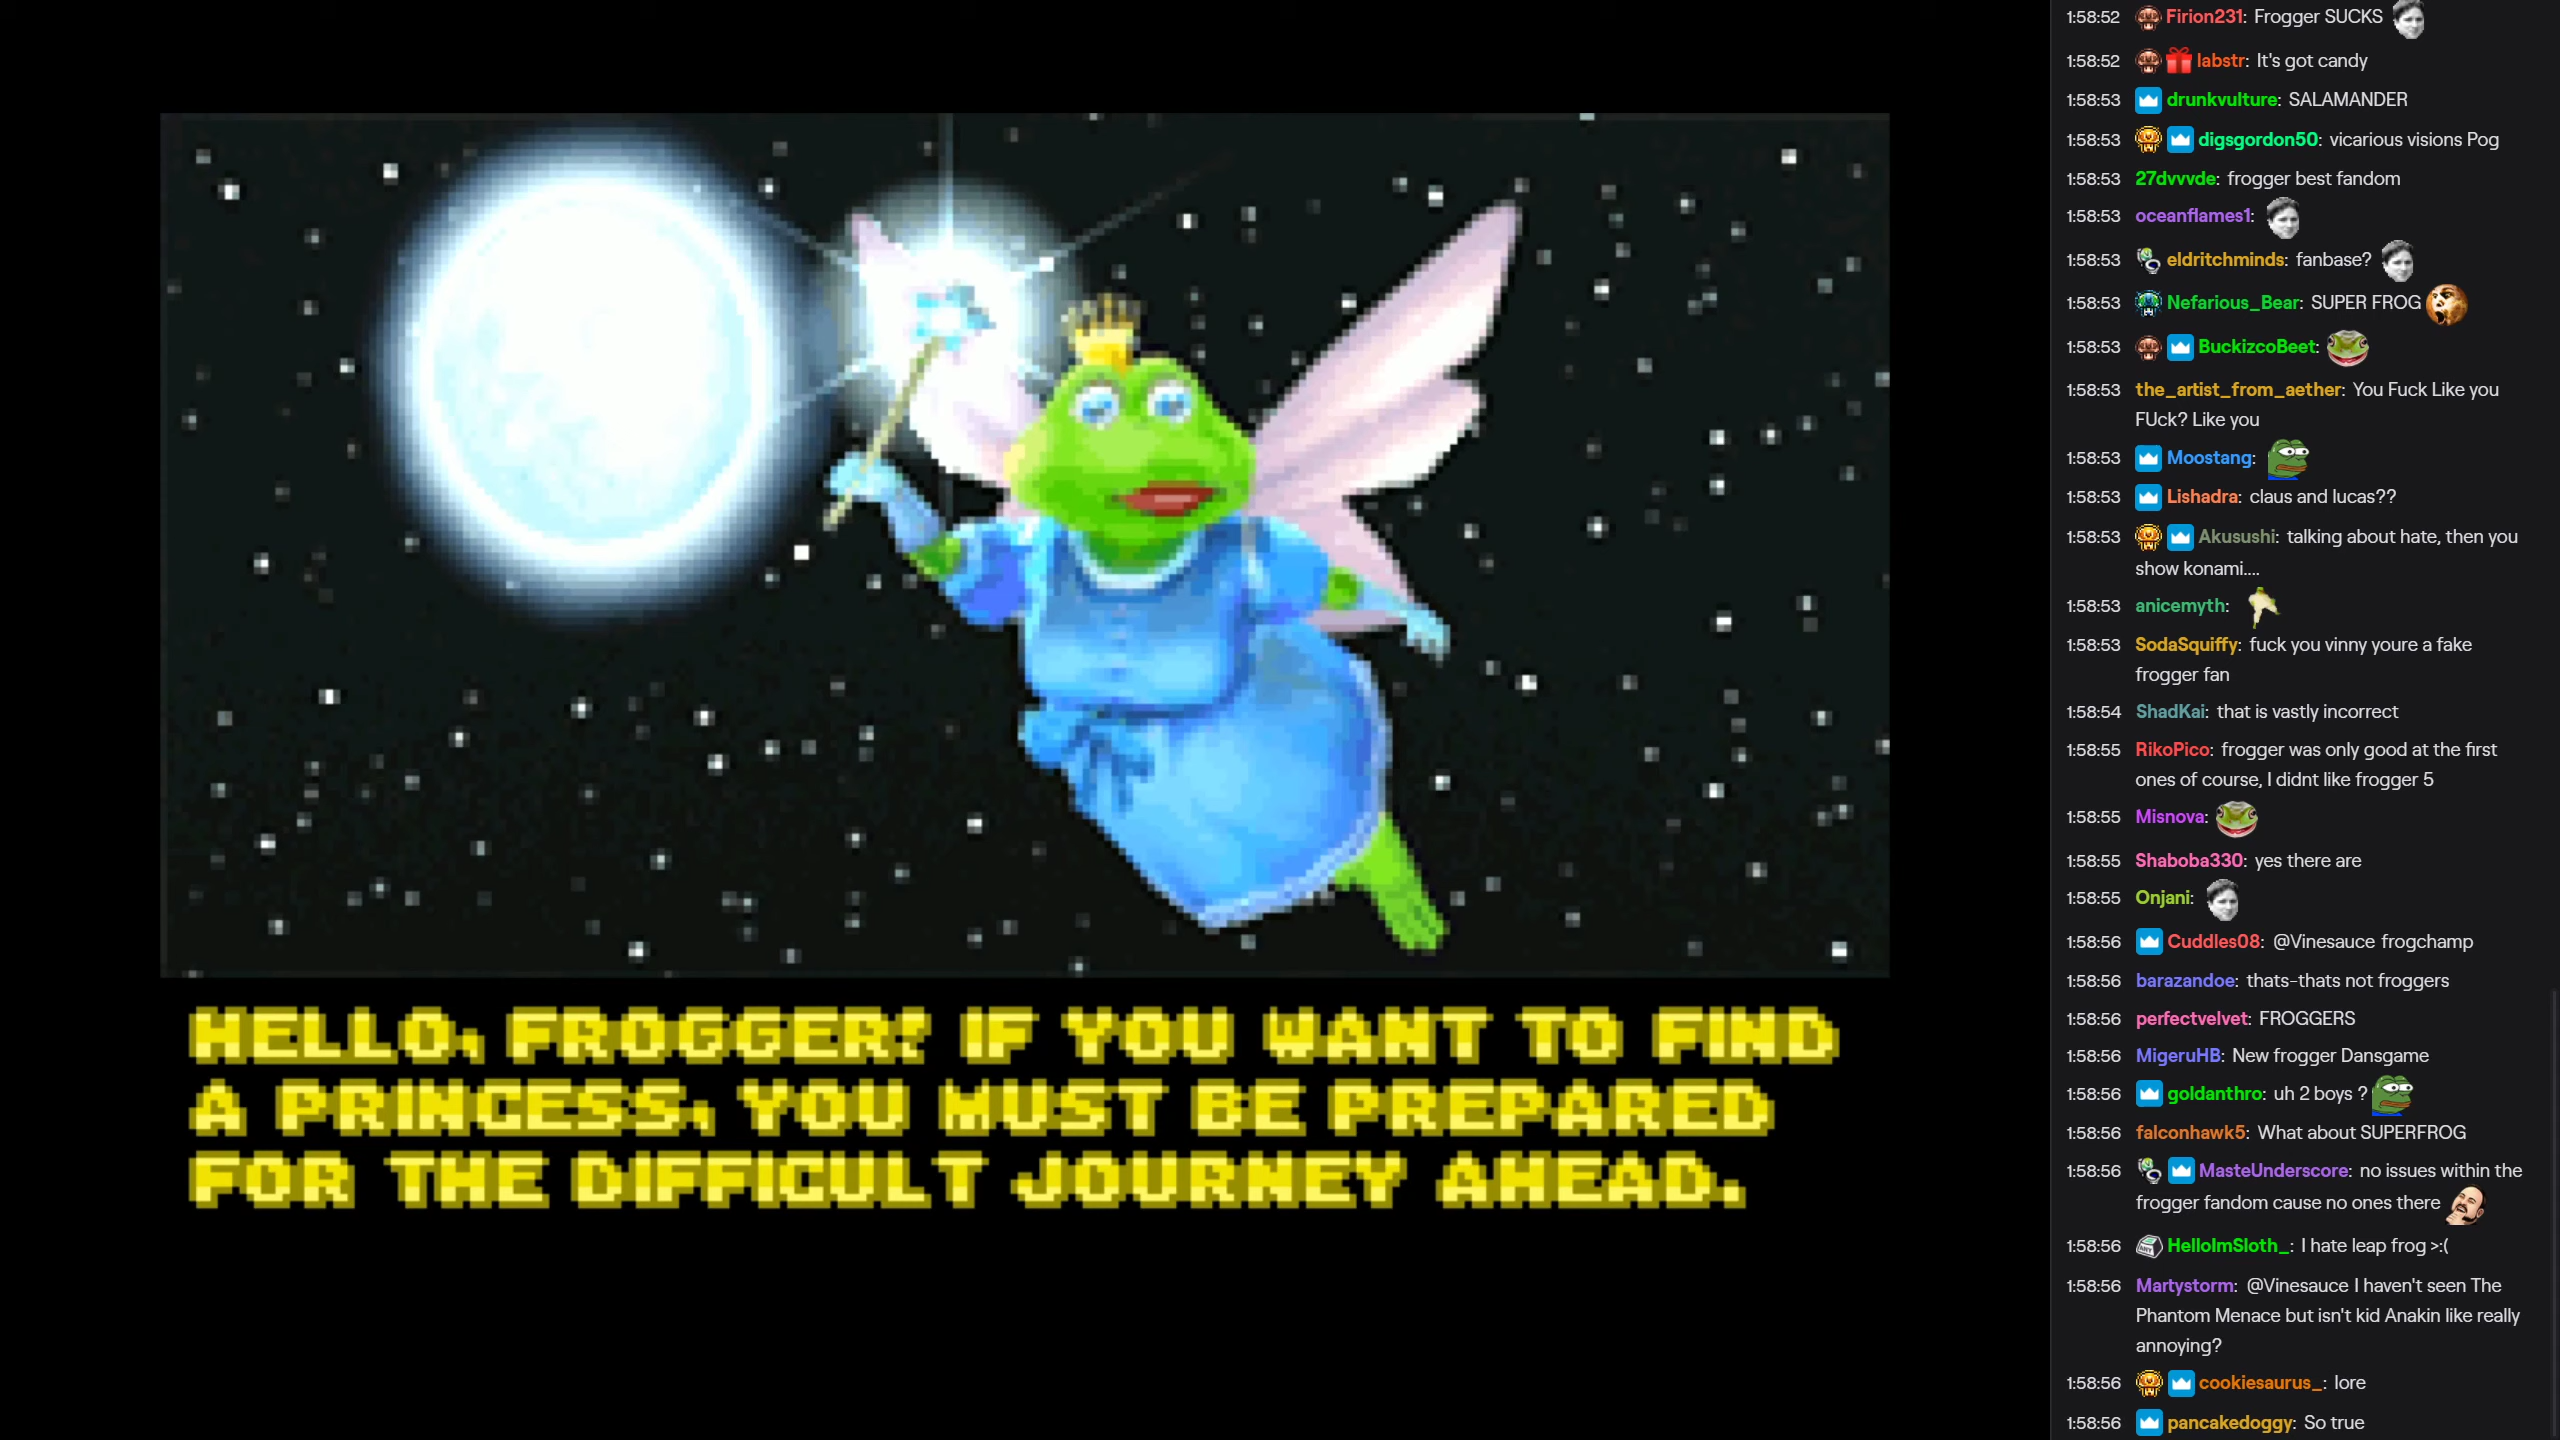 HELLO, FROGGER! IF YOU WANT TO FIND
A PRINCESS, YOU MUST BE PREPARED
FOR THE DIFFICULT JOURNEY AHEAD.
1:58:52 Firion231: Frogger SUCKS
1:58:52 labstr: It's got candy
1:58:53 drunkvulture: SALAMANDER
1:58:53 digsgordon50: vicarious visions Pog
1:58:53 27dvvvde: frogger best fandom
1:58:53 oceanflames1:
1:58:53 eldritchminds: fanbase?
1:58:53 Nefarious_Bear: SUPER FROG
1:58:53 BuckizcoBeet:
1:58:53 the_artist_from_aether: You Fuck Like you
FUck? Like you
1:58:53 Moostang:
1:58:53 Lishadra: claus and lucas??
1:58:53 Akusushi: talking about hate, then you
show konami....
1:58:53 anicemyth:
1:58:53 SodaSquiffy: fuck you vinny youre a fake
frogger fan
1:58:54 ShadKai: that is vastly incorrect
1:58:55 RikoPico: frogger was only good at the first
ones of course, I didnt like frogger 5
1:58:55 Misnova:
1:58:55 Shaboba330: yes there are
1:58:55 Onjani:
1:58:56 Cuddles08: @Vinesauce frogchamp
1:58:56 barazandoe: thats-thats not froggers
1:58:56 perfectvelvet: FROGGERS
1:58:56 MigeruHB: New frogger Dansgame
1:58:56 goldanthro: uh 2 boys ?
1:58:56 falconhawk5: What about SUPERFROG
1:58:56 MasteUnderscore: no issues within the
frogger fandom cause no ones there
1:58:56 HelloImSloth_: I hate leap frog >:(
1:58:56 Martystorm: @Vinesauce I haven't seen The
Phantom Menace but isn't kid Anakin like really
annoying?
1:58:56 cookiesaurus_: lore
1:58:56 pancakedoggy: So true